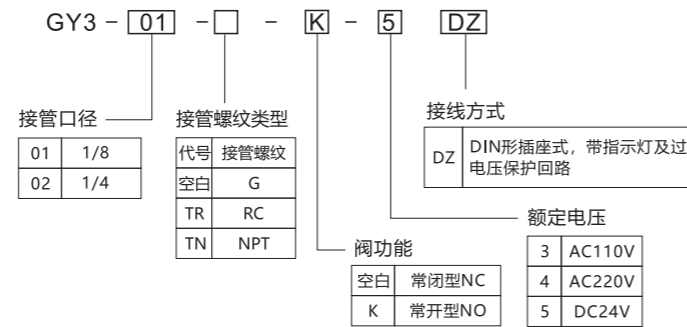 GY3 - 01 - □ - K - 5 DZ
接管口径
01 1/8
02 1/4
接管螺纹类型
代号 接管螺纹
空白 G
TR RC
TN NPT
接线方式
DZ DIN形插座式，带指示灯及过
电压保护回路
额定电压
3 AC110V
4 AC220V
5 DC24V
阀功能
空白 常闭型NC
K 常开型NO